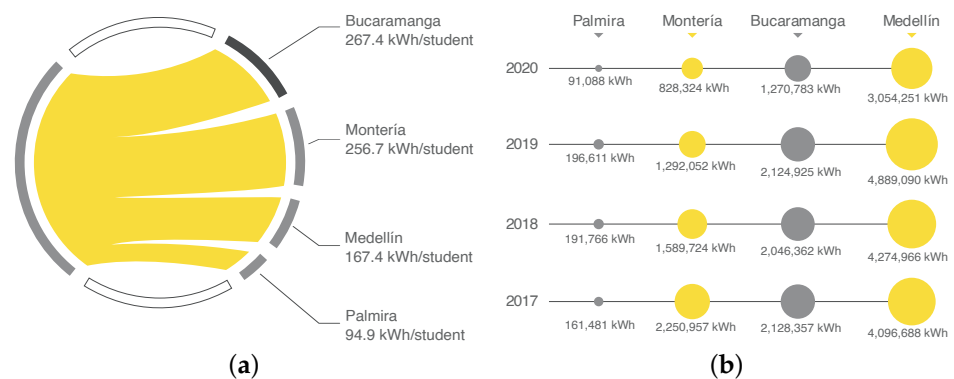 Bucaramanga
267.4 kWh/student
Montería
256.7 kWh/student
Medellín
167.4 kWh/student
Palmira
94.9 kWh/student
(a)
Palmira Montería Bucaramanga Medellín
2020
91,088 kWh 828,324 kWh 1,270,783 kWh 3,054,251 kWh
2019
196,611 kWh 1,292,052 kWh 2,124,925 kWh 4,889,090 kWh
2018
191,766 kWh 1,589,724 kWh 2,046,362 kWh 4,274,966 kWh
2017
161,481 kWh 2,250,957 kWh 2,128,357 kWh 4,096,688 kWh
(b)